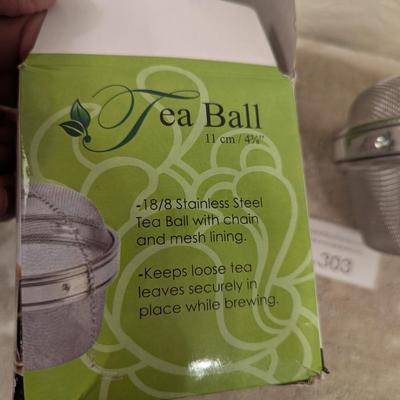 Tea Ball
11 cm / 4¼"
-18/8 Stainless Steel
Tea Ball with chain
and mesh lining.
-Keeps loose tea
leaves securely in
place while brewing.
303